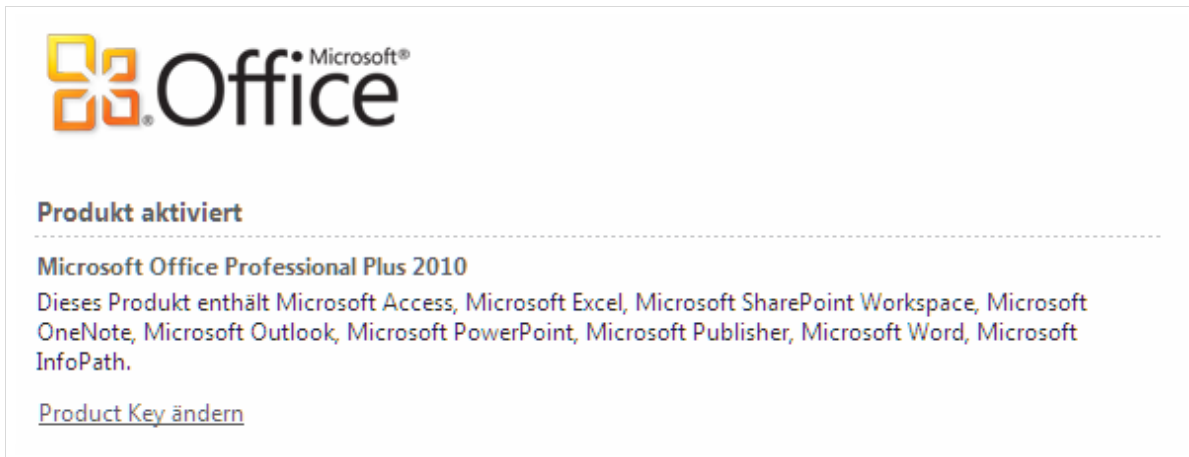 Microsoft®
Office
®
Produkt aktiviert
Microsoft Office Professional Plus 2010
Dieses Produkt enthält Microsoft Access, Microsoft Excel, Microsoft SharePoint Workspace, Microsoft
OneNote, Microsoft Outlook, Microsoft PowerPoint, Microsoft Publisher, Microsoft Word, Microsoft
InfoPath.
Product Key ändern